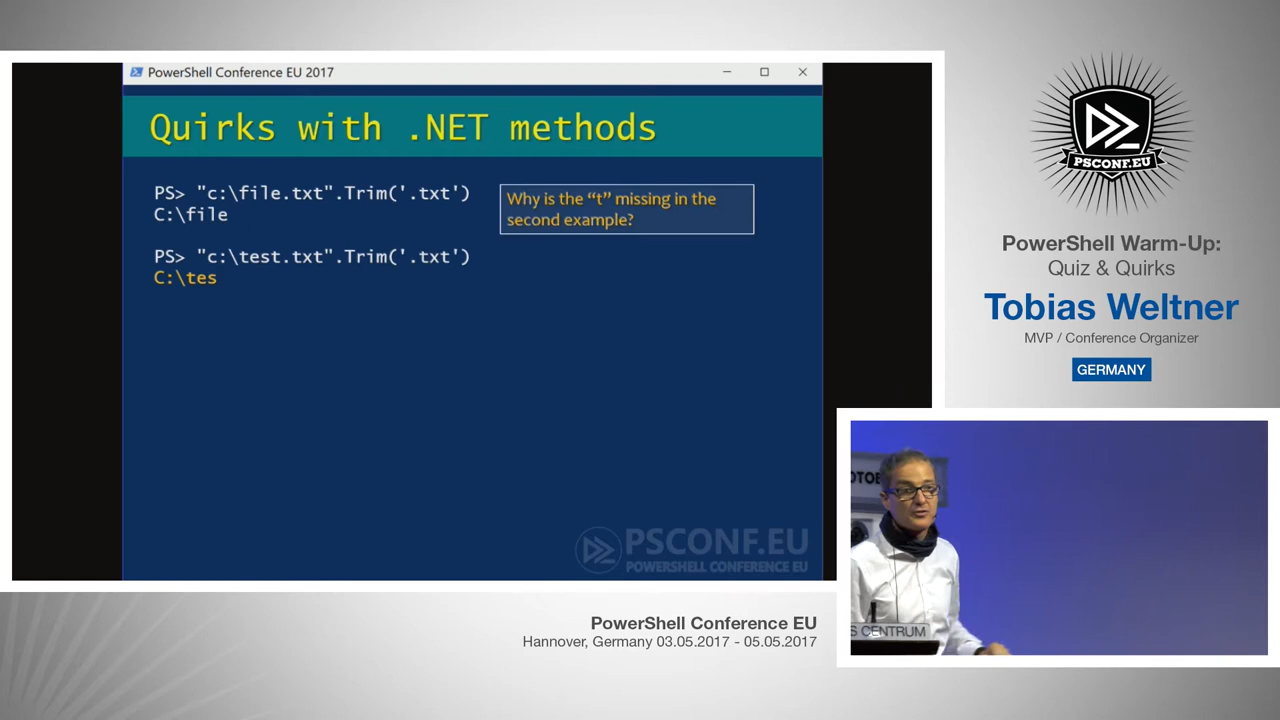 PowerShell Conference EU 2017
Quirks with .NET methods
PS> "c:\file.txt".Trim('.txt')
C:\file
Why is the “t” missing in the
second example?
PS> "c:\test.txt".Trim('.txt')
C:\tes
PSCONF.EU
POWERSHELL CONFERENCE EU
PSCONF.EU
PowerShell Warm-Up:
Quiz & Quirks
Tobias Weltner
MVP / Conference Organizer
GERMANY
OTOB
S CENTRUM
PowerShell Conference EU
Hannover, Germany 03.05.2017 - 05.05.2017